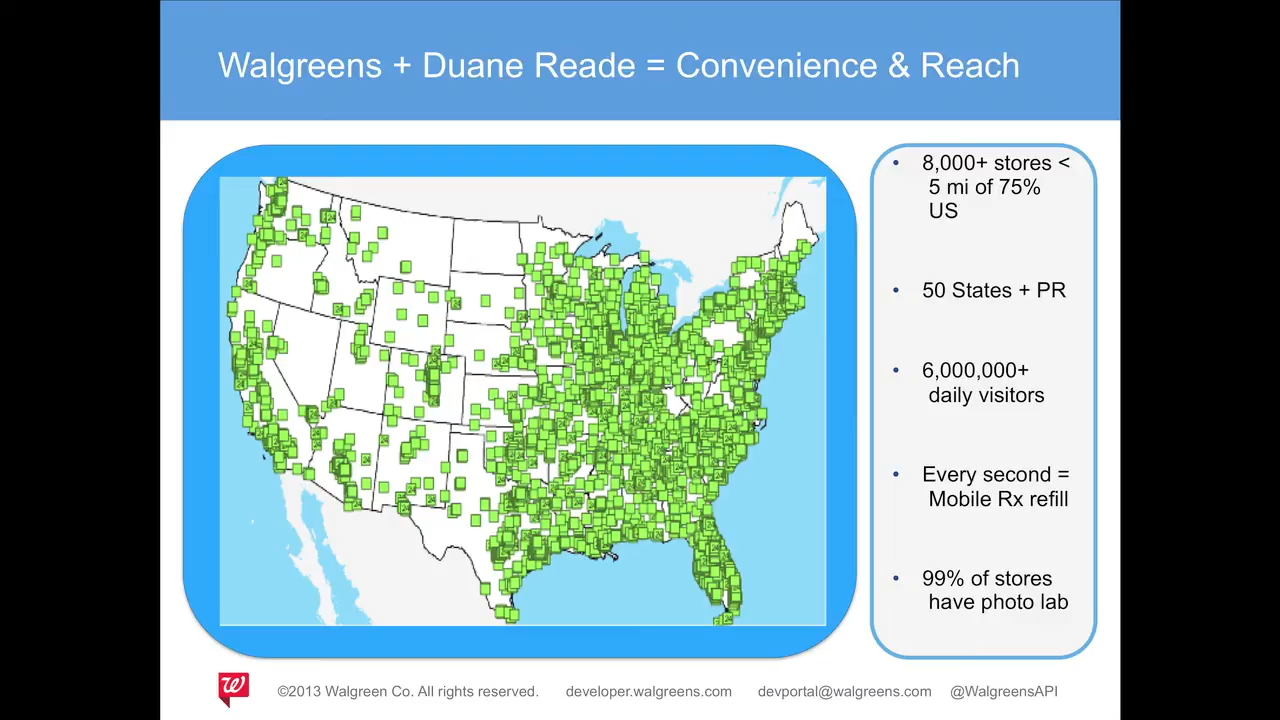 Walgreens + Duane Reade = Convenience & Reach
• 8,000+ stores <
5 mi of 75%
US
• 50 States + PR
• 6,000,000+
daily visitors
• Every second =
Mobile Rx refill
• 99% of stores
have photo lab
W
©2013 Walgreen Co. All rights reserved. developer.walgreens.com devportal@walgreens.com @WalgreensAPI